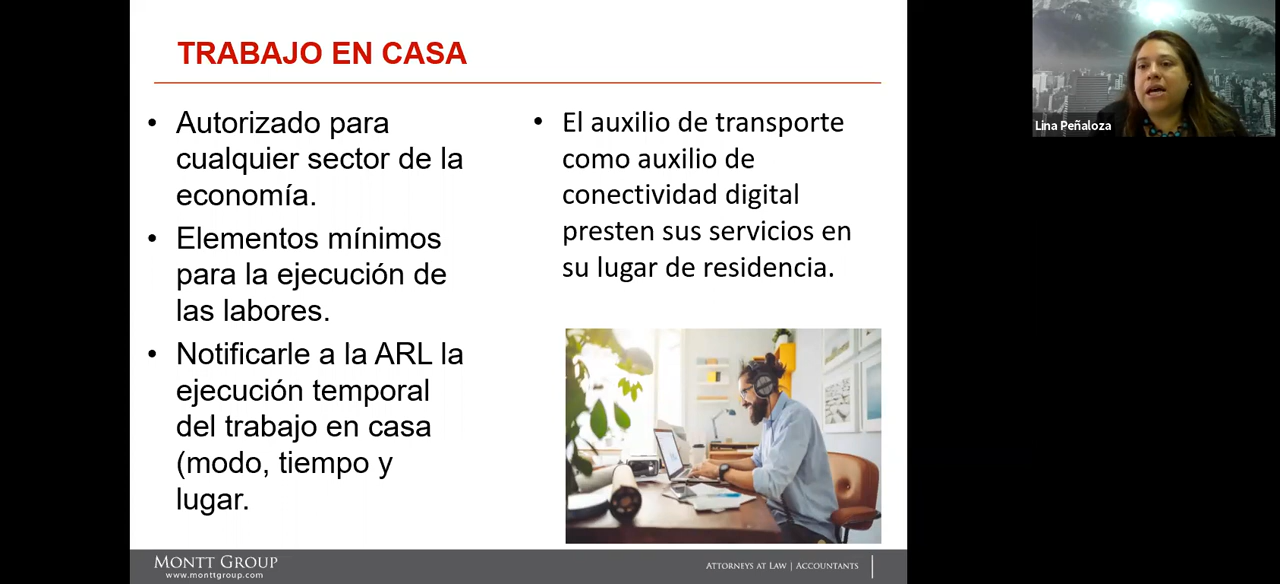 TRABAJO EN CASA
• Autorizado para
cualquier sector de la
economía.
• Elementos mínimos
para la ejecución de
las labores.
• Notificarle a la ARL la
ejecución temporal
del trabajo en casa
(modo, tiempo y
lugar.
• El auxilio de transporte
como auxilio de
conectividad digital
presten sus servicios en
su lugar de residencia.
MONTT GROUP
www.monttgroup.com
ATTORNEYS AT LAW | ACCOUNTANTS
Lina Peñaloza